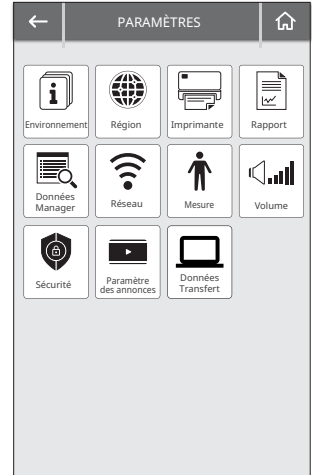 PARAMÈTRES
Environnement
Région
Imprimante
Rapport
Données
Manager
Réseau
Mesure
Volume
Sécurité
Paramètre
des annonces
Données
Transfert